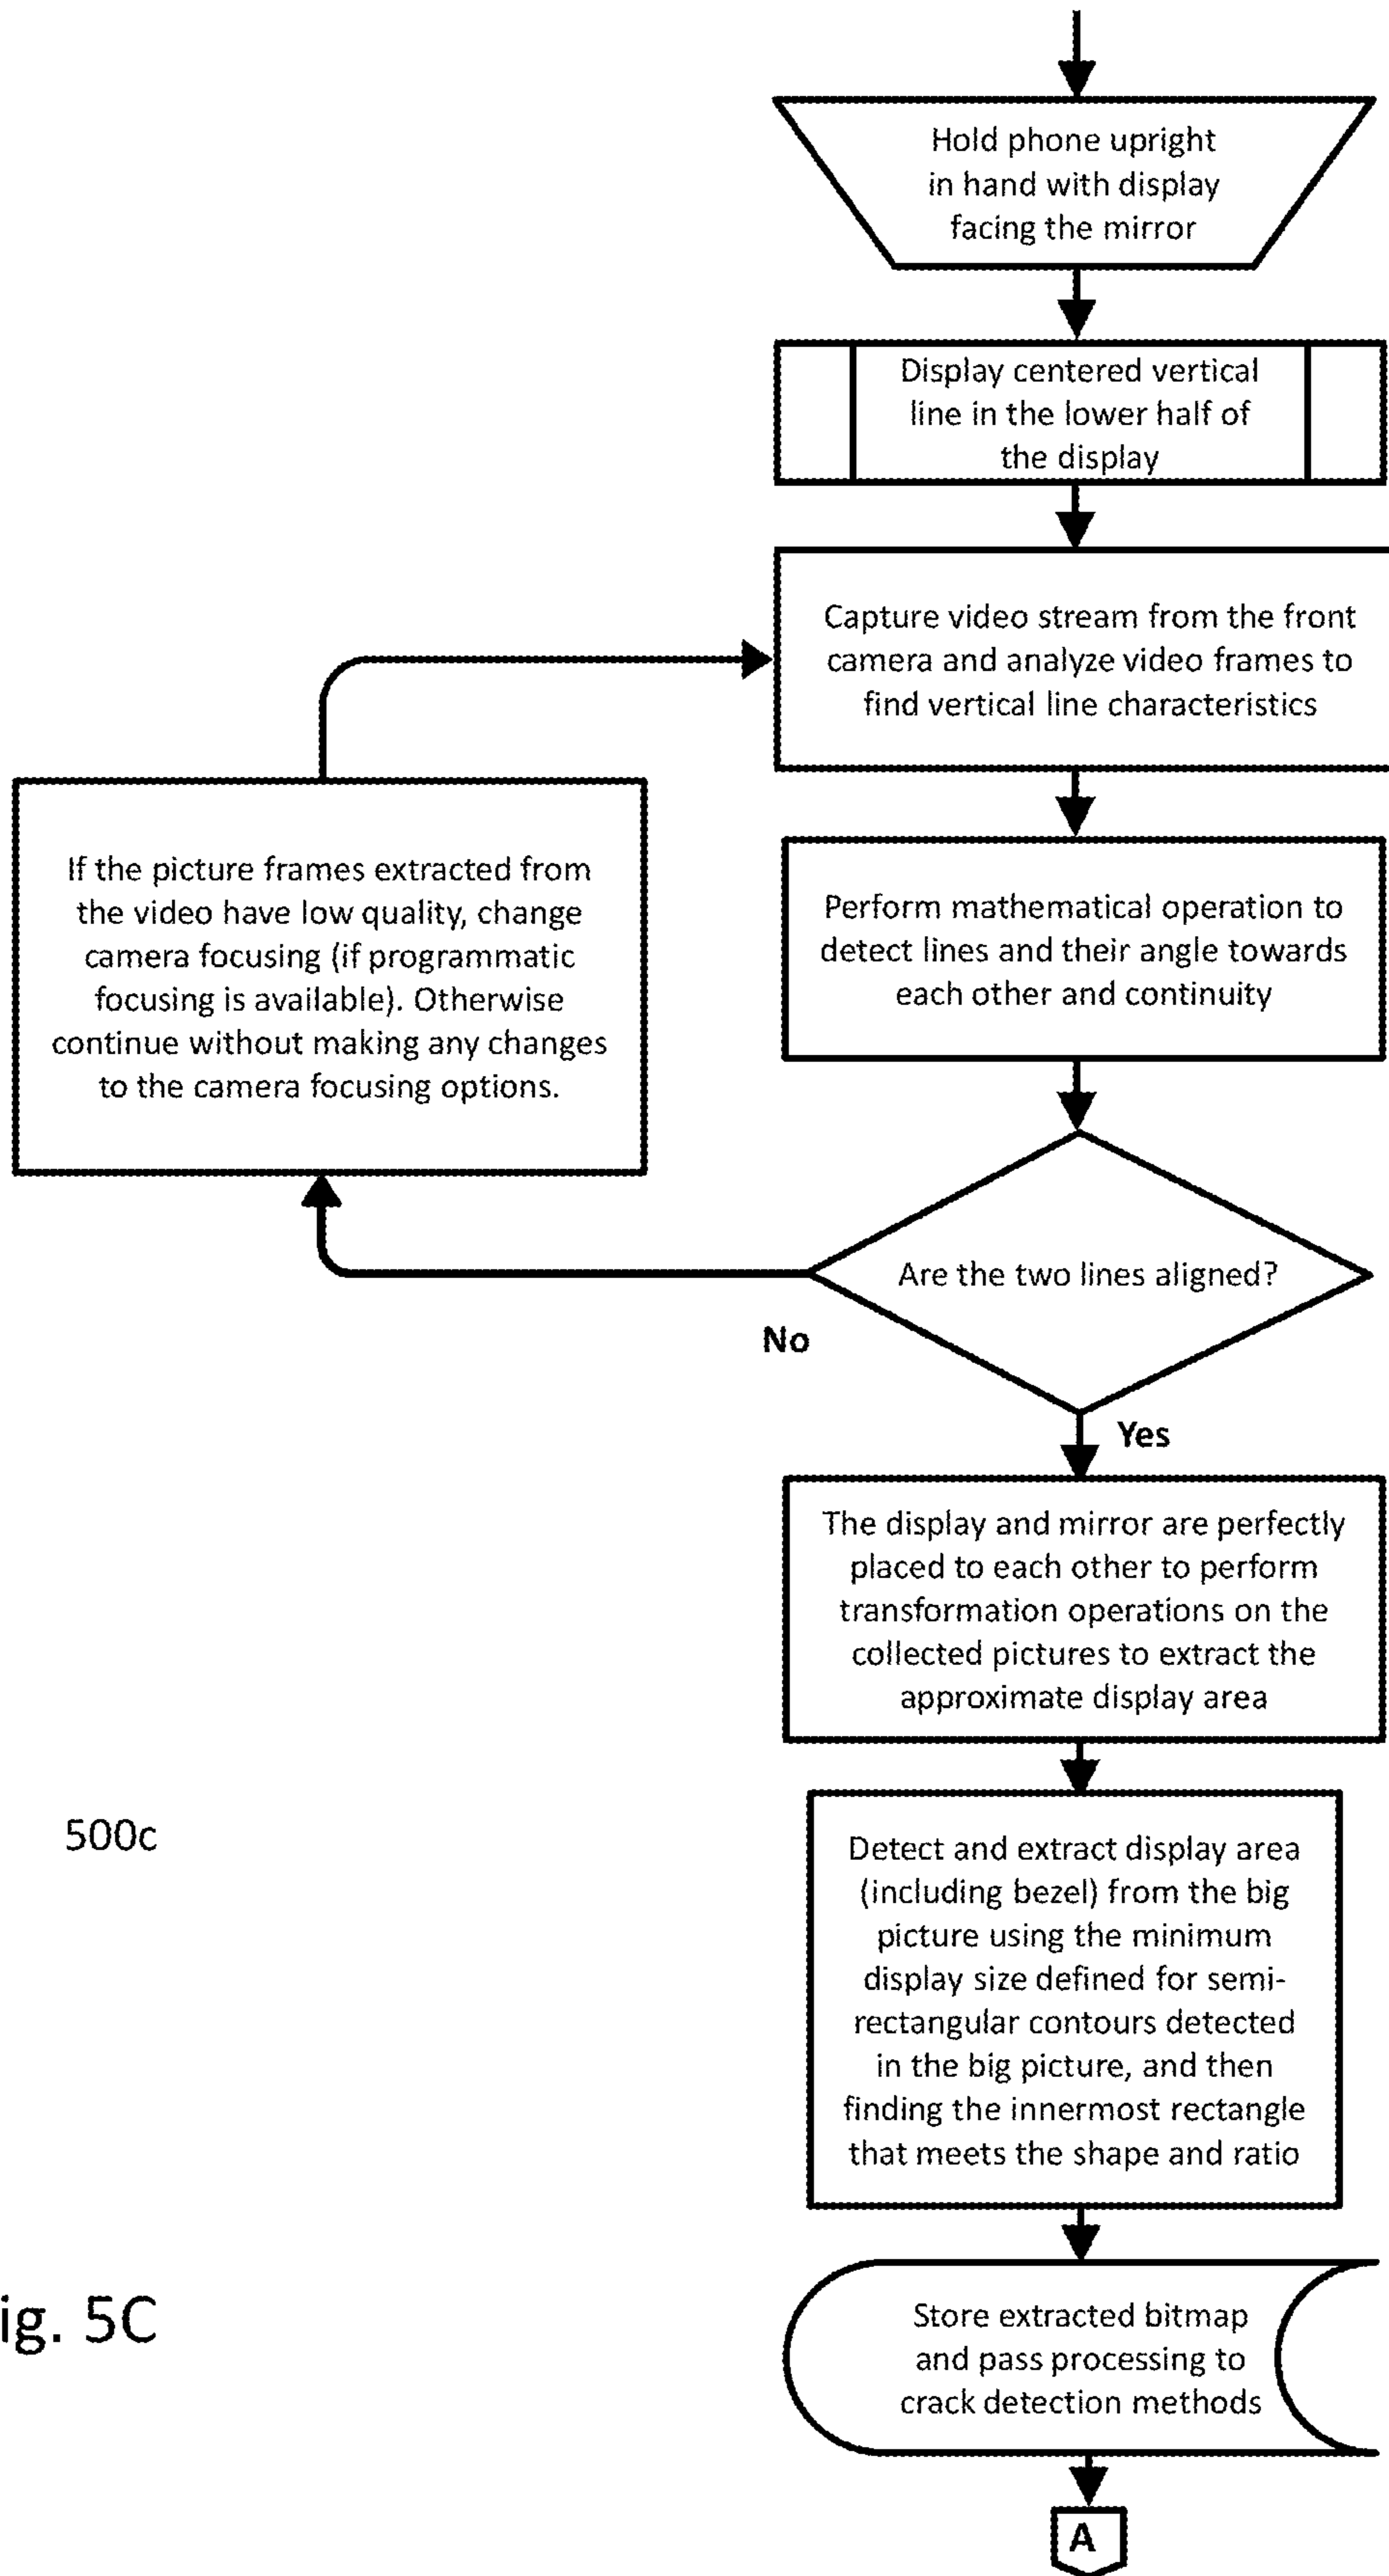 Hold phone upright
in hand with display
facing the mirror
Display centered vertical
line in the lower half of
the display
Capture video stream from the front
camera and analyze video frames to
find vertical line characteristics
If the picture frames extracted from
the video have low quality, change
camera focusing (if programmatic
focusing is available). Otherwise
continue without making any changes
to the camera focusing options.
Perform mathematical operation to
detect lines and their angle towards
each other and continuity
Are the two lines aligned?
No
Yes
The display and mirror are perfectly
placed to each other to perform
transformation operations on the
collected pictures to extract the
approximate display area
500c
Detect and extract display area
(including bezel) from the big
picture using the minimum
display size defined for semi-
rectangular contours detected
in the big picture, and then
finding the innermost rectangle
that meets the shape and ratio
ig. 5C
Store extracted bitmap
and pass processing to
crack detection methods
A